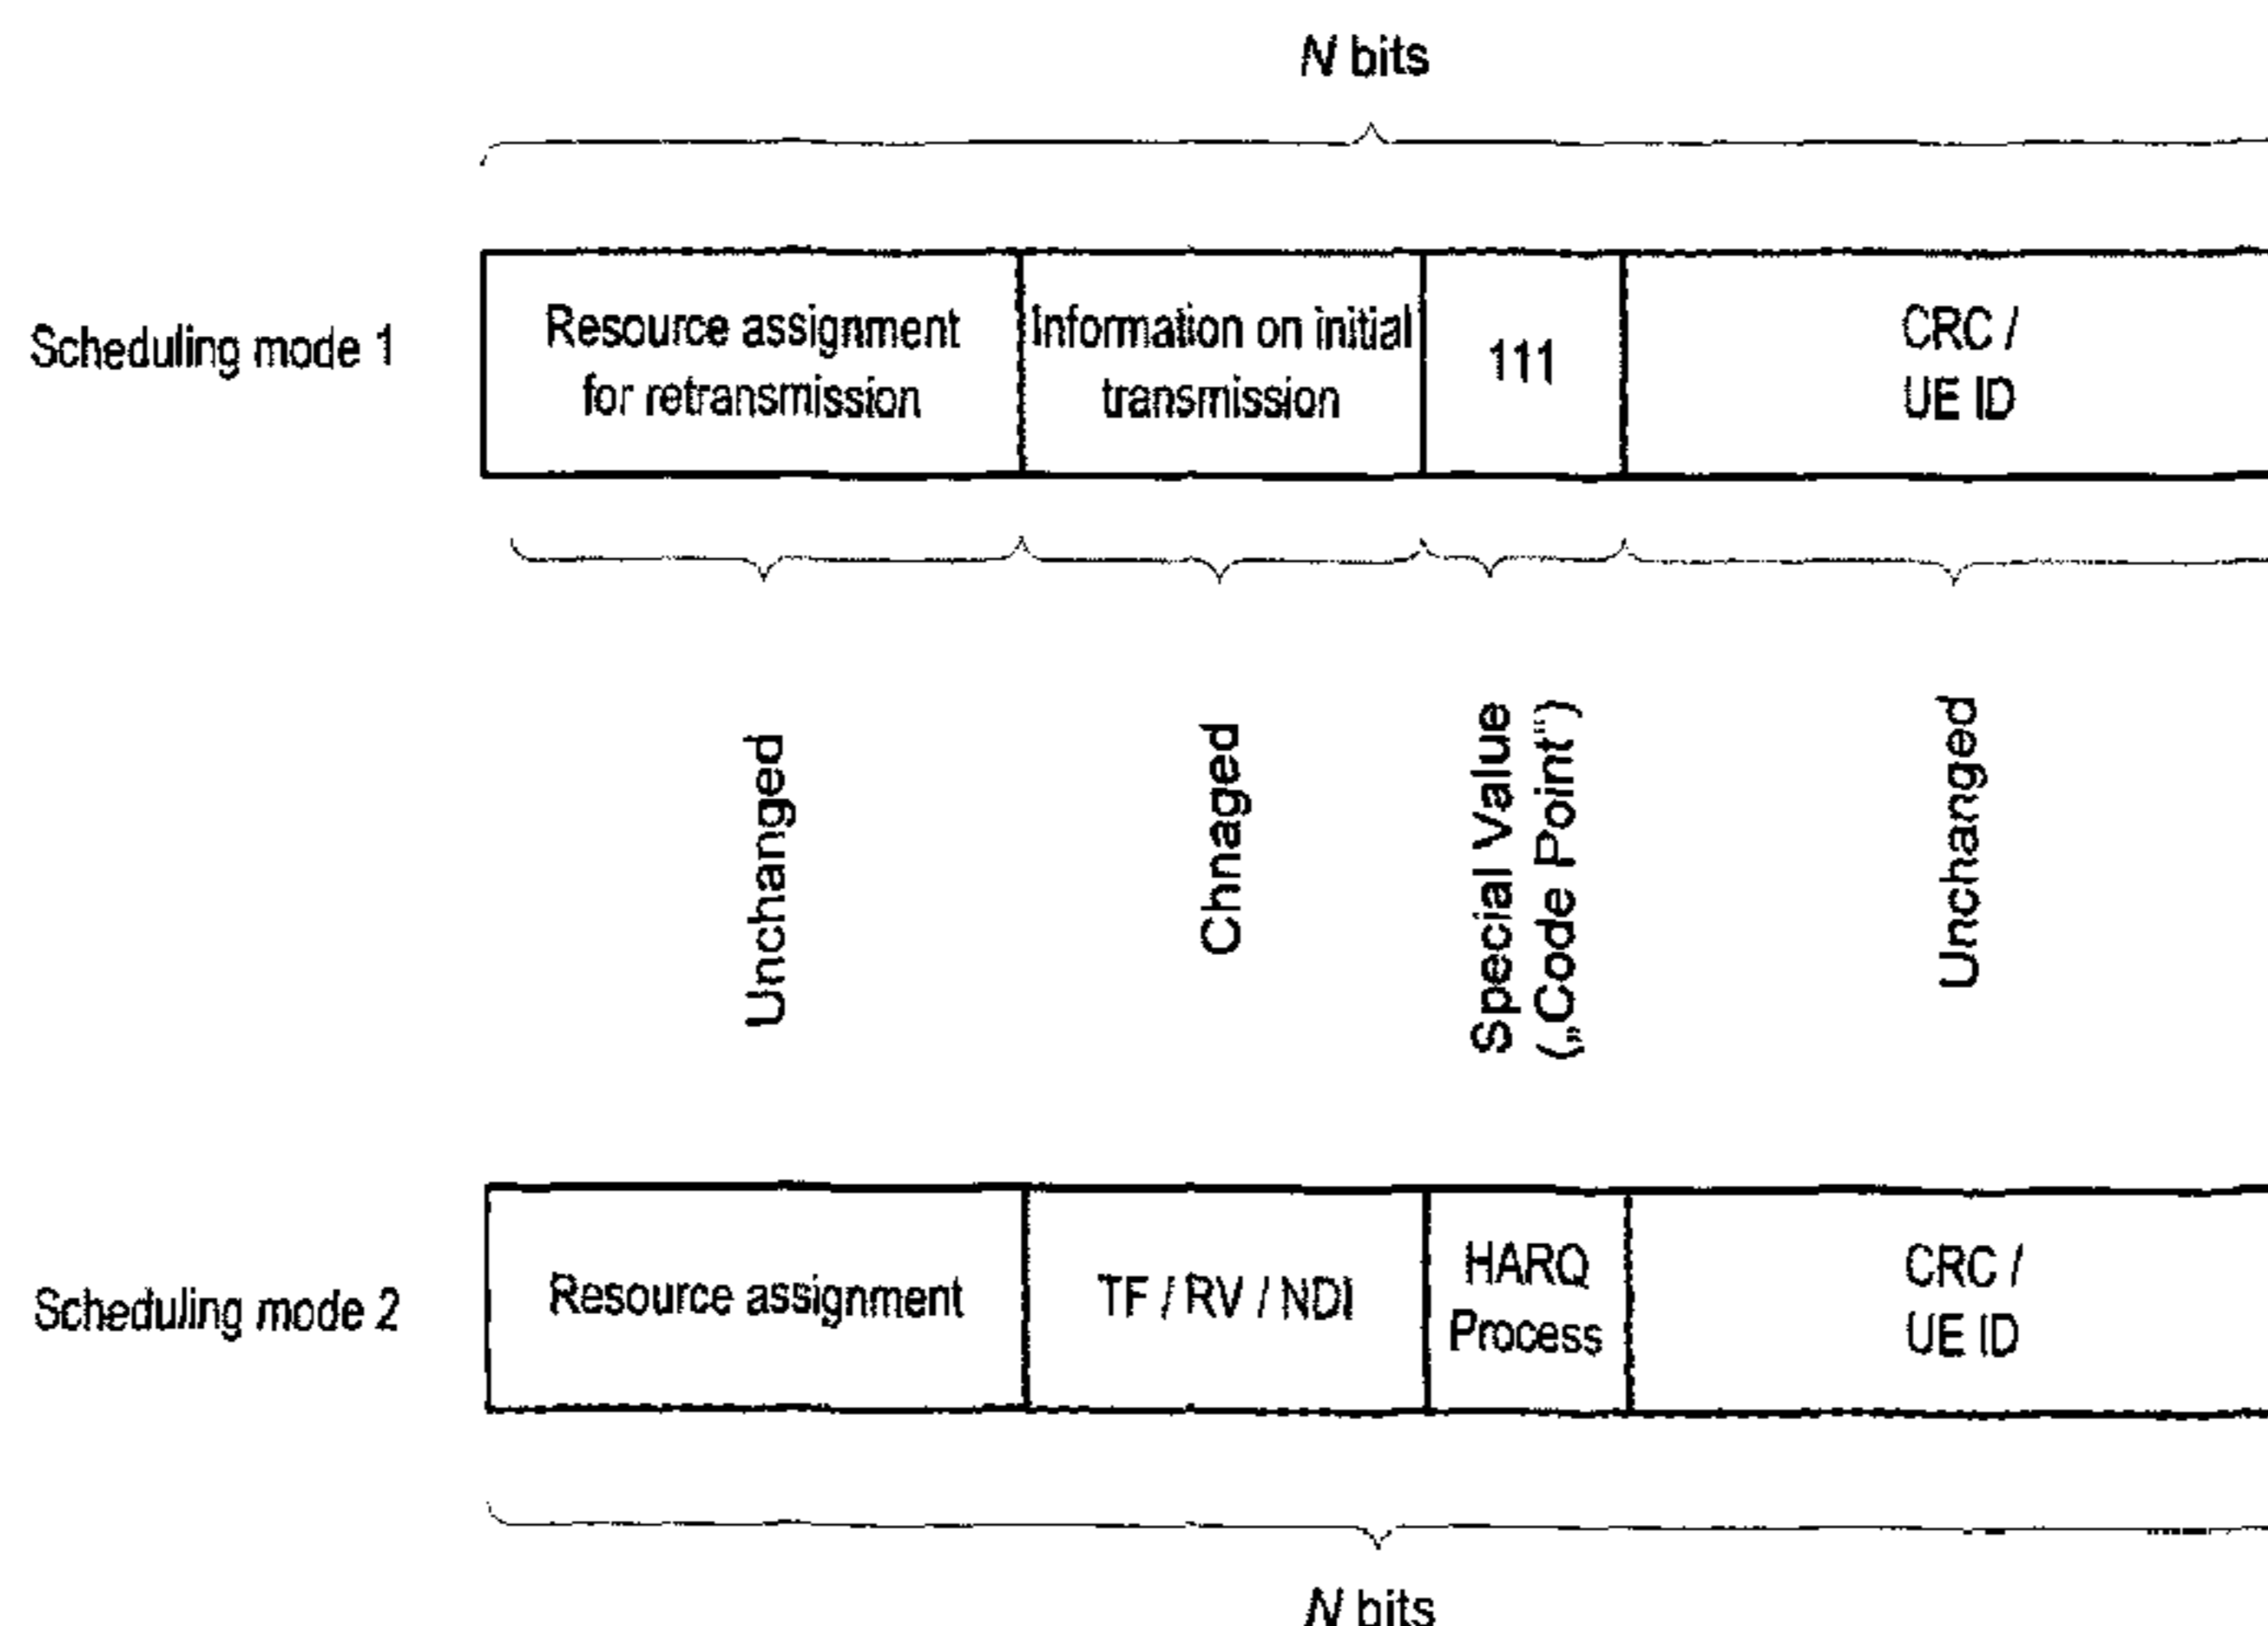 N bits
Scheduling mode 1
Resource assignment
for retransmission
Information on initial
transmission
111
CRC /
UE ID
Unchanged
Chnaged
Special Value
(„Code Point“)
Unchanged
Scheduling mode 2
Resource assignment
TF / RV / NDI
HARQ
Process
CRC /
UE ID
N bits